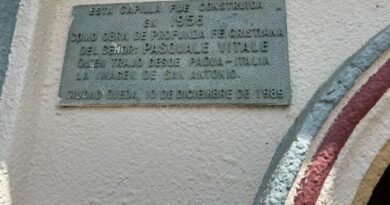 ESTA CAPILLA FUE CONSTRUIDA
EN 1956
COMO OBRA DE PROFUNDA FE CRISTIANA
DEL SEÑOR: PASQUALE VITALE
QUIEN TRAJO DESDE PADUA-ITALIA
LA IMAGEN DE SAN ANTONIO.
CIUDAD OJEDA, 10 DE DICIEMBRE DE 1989